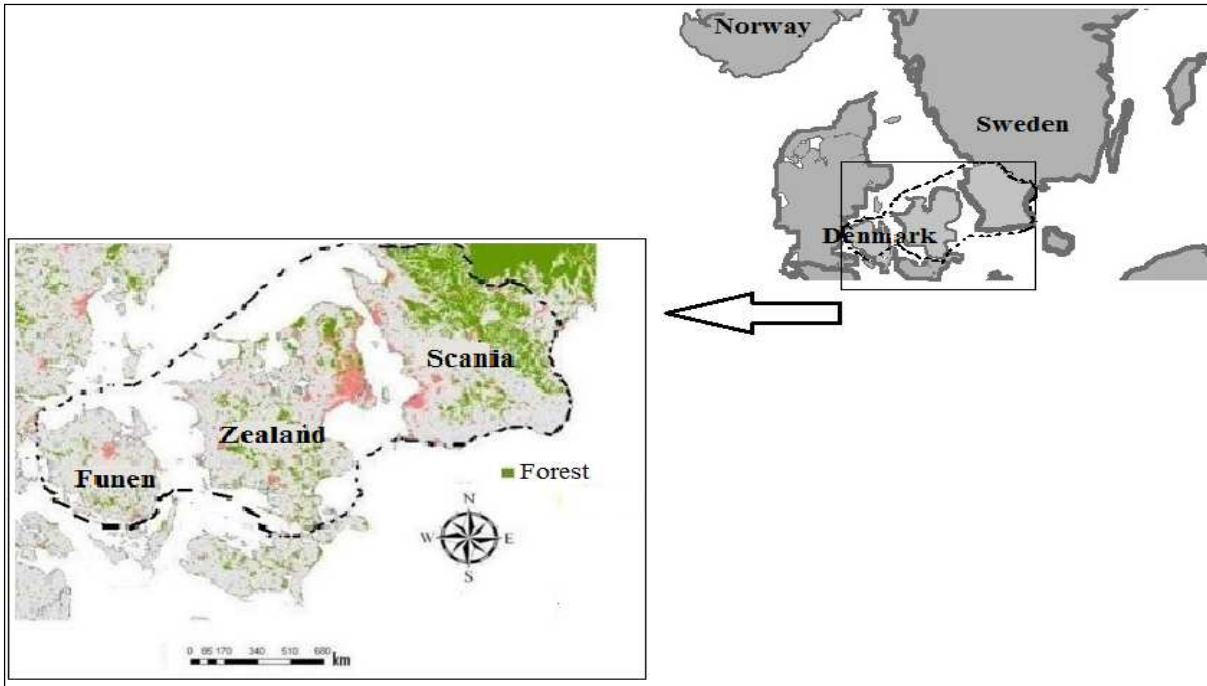 Norway
Sweden
Denmark
Scania
Zealand
Funen
Forest
N
W E
S
0 85 170 340 510 680
km